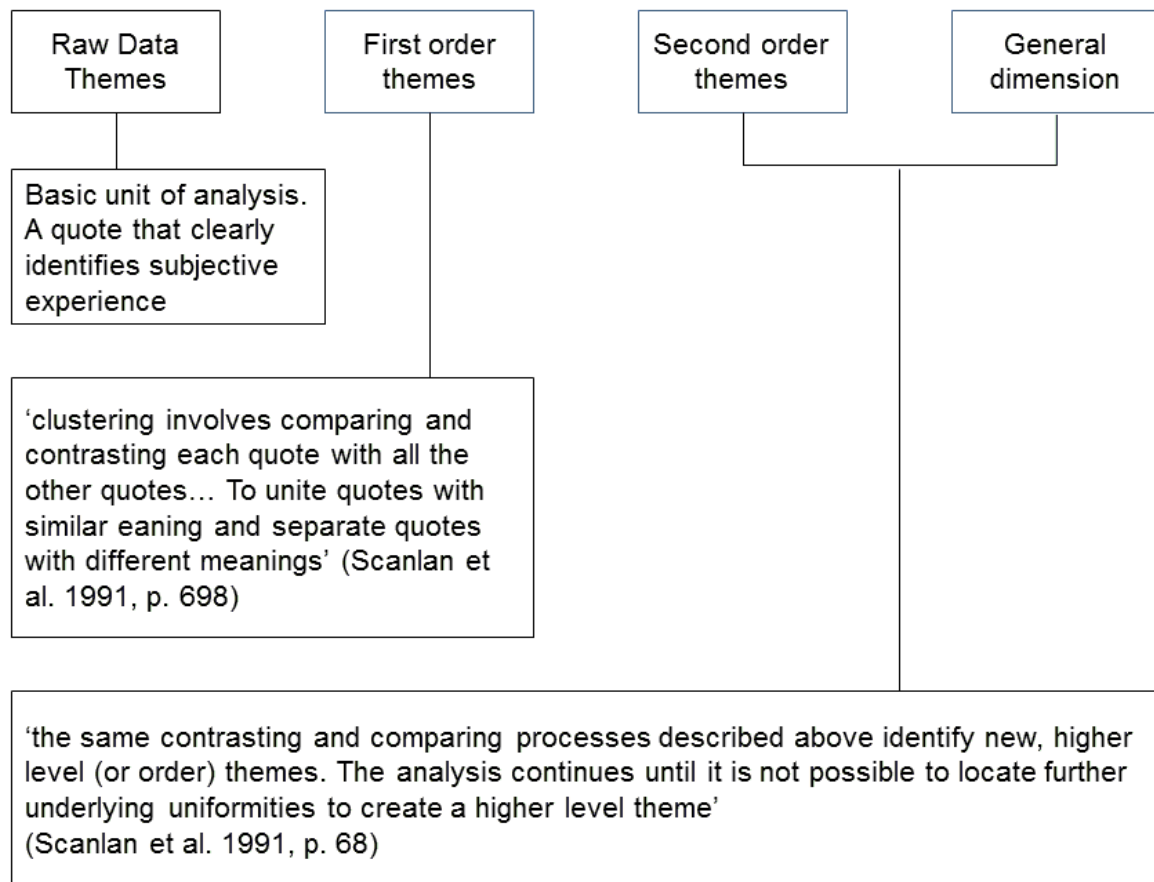 Raw Data
Themes
First order
themes
Second order
themes
General
dimension
Basic unit of analysis.
A quote that clearly
identifies subjective
experience
‘clustering involves comparing and
contrasting each quote with all the
other quotes… To unite quotes with
similar eaning and separate quotes
with different meanings’ (Scanlan et
al. 1991, p. 698)
‘the same contrasting and comparing processes described above identify new, higher
level (or order) themes. The analysis continues until it is not possible to locate further
underlying uniformities to create a higher level theme’
(Scanlan et al. 1991, p. 68)